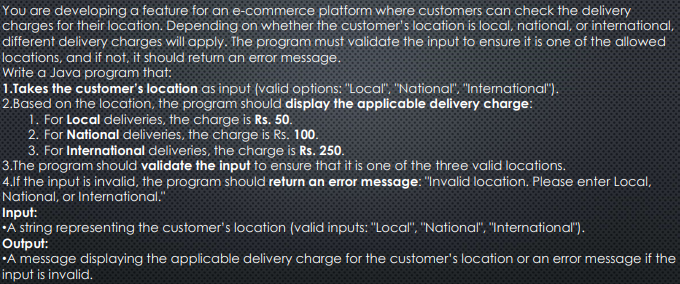 You are developing a feature for an e-commerce platform where customers can check the delivery
charges for their location. Depending on whether the customer's location is local, national, or international,
different delivery charges will apply. The program must validate the input to ensure it is one of the allowed
locations, and if not, it should return an error message.
Write a Java program that:
1.Takes the customer's location as input (valid options: "Local", "National", "International").
2.Based on the location, the program should display the applicable delivery charge:
1. For Local deliveries, the charge is Rs. 50.
2. For National deliveries, the charge is Rs. 100.
3. For International deliveries, the charge is Rs. 250.
3.The program should validate the input to ensure that it is one of the three valid locations.
4.If the input is invalid, the program should return an error message: "Invalid location. Please enter Local,
National, or International."
Input:
•A string representing the customer's location (valid inputs: "Local", "National", "International").
Output:
•A message displaying the applicable delivery charge for the customer's location or an error message if the
input is invalid.